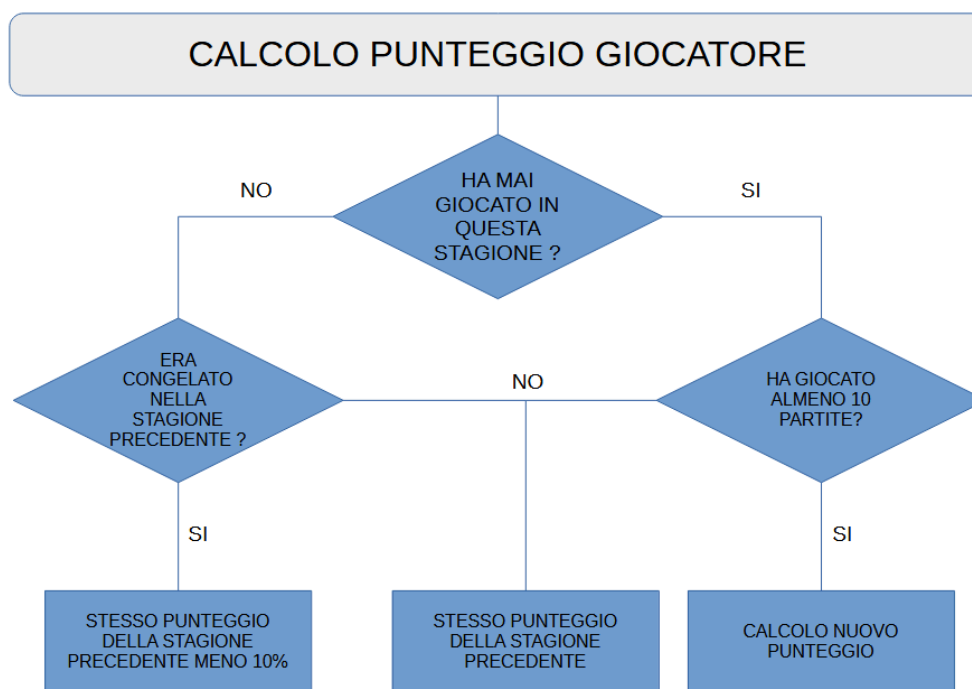 CALCOLO PUNTEGGIO GIOCATORE
HA MAI
GIOCATO IN
QUESTA
STAGIONE ?
NO
SI
ERA
CONGELATO
NELLA
STAGIONE
PRECEDENTE ?
NO
HA GIOCATO
ALMENO 10
PARTITE?
SI
SI
STESSO PUNTEGGIO
DELLA STAGIONE
PRECEDENTE MENO 10%
STESSO PUNTEGGIO
DELLA STAGIONE
PRECEDENTE
CALCOLO NUOVO
PUNTEGGIO